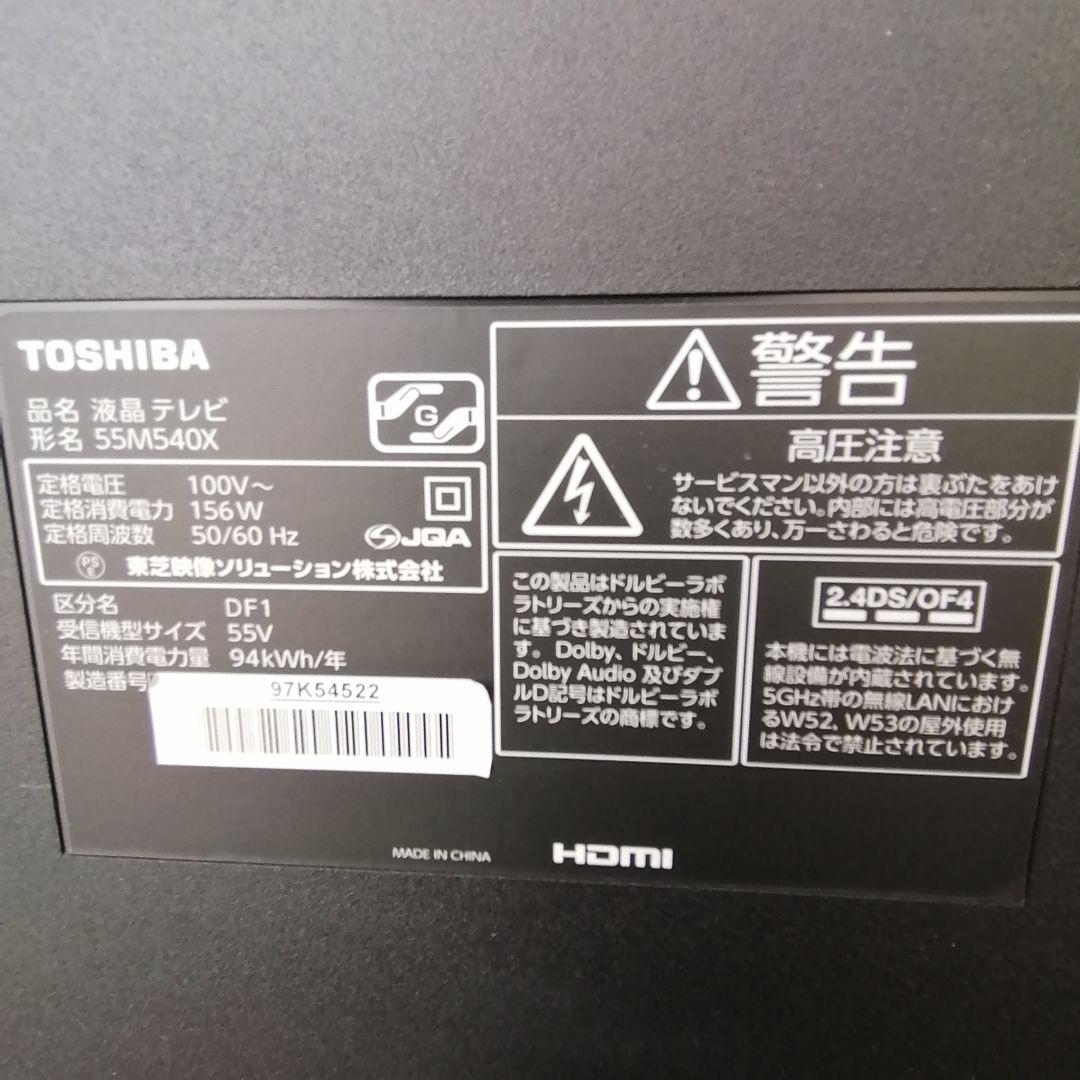 TOSHIBA
品名 液晶テレビ
形名 55M540X
G
定格電圧 100V～
定格消費電力 156W
定格周波数 50/60 Hz
JQA
PS
E
東芝映像ソリューション株式会社
区分名 DF1
受信機型サイズ 55V
年間消費電力量 94kWh/年
製造番号
97K54522
警告
高圧注意
サービスマン以外の方は裏ぶたをあけ
ないでください。内部には高電圧部分が
数多くあり、万一さわると危険です。
この製品はドルビーラボ
ラトリーズからの実施権
に基づき製造されていま
す。Dolby、ドルビー、
Dolby Audio 及びダブ
ルD記号はドルビーラボ
ラトリーズの商標です。
2.4DS/OF4
本機には電波法に基づく無
線設備が内蔵されています。
5GHz帯の無線LANにおけ
るW52, W53の屋外使用
は法令で禁止されています。
MADE IN CHINA
HDMI